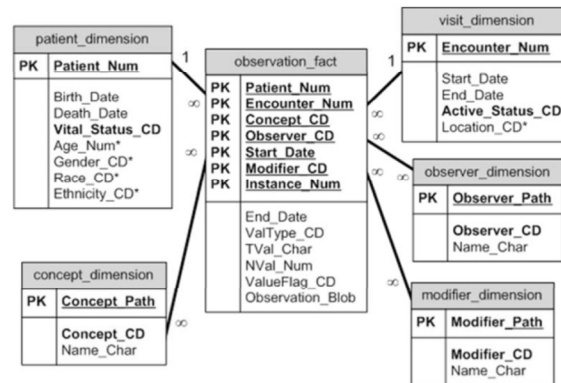 patient_dimension
PK Patient_Num
Birth_Date
Death_Date
Vital_Status_CD
Age_Num*
Gender_CD*
Race_CD*
Ethnicity_CD*
1
∞
∞
observation_fact
PK Patient_Num
PK Encounter_Num
PK Concept_CD
PK Observer_CD
PK Start_Date
PK Modifier_CD
PK Instance_Num
End_Date
ValType_CD
TVal_Char
NVal_Num
ValueFlag_CD
Observation_Blob
1
∞
∞
∞
∞
visit_dimension
PK Encounter_Num
Start_Date
End_Date
Active_Status_CD
Location_CD*
observer_dimension
PK Observer_Path
Observer_CD
Name_Char
concept_dimension
PK Concept_Path
Concept_CD
Name_Char
∞
∞
modifier_dimension
PK Modifier_Path
Modifier_CD
Name_Char